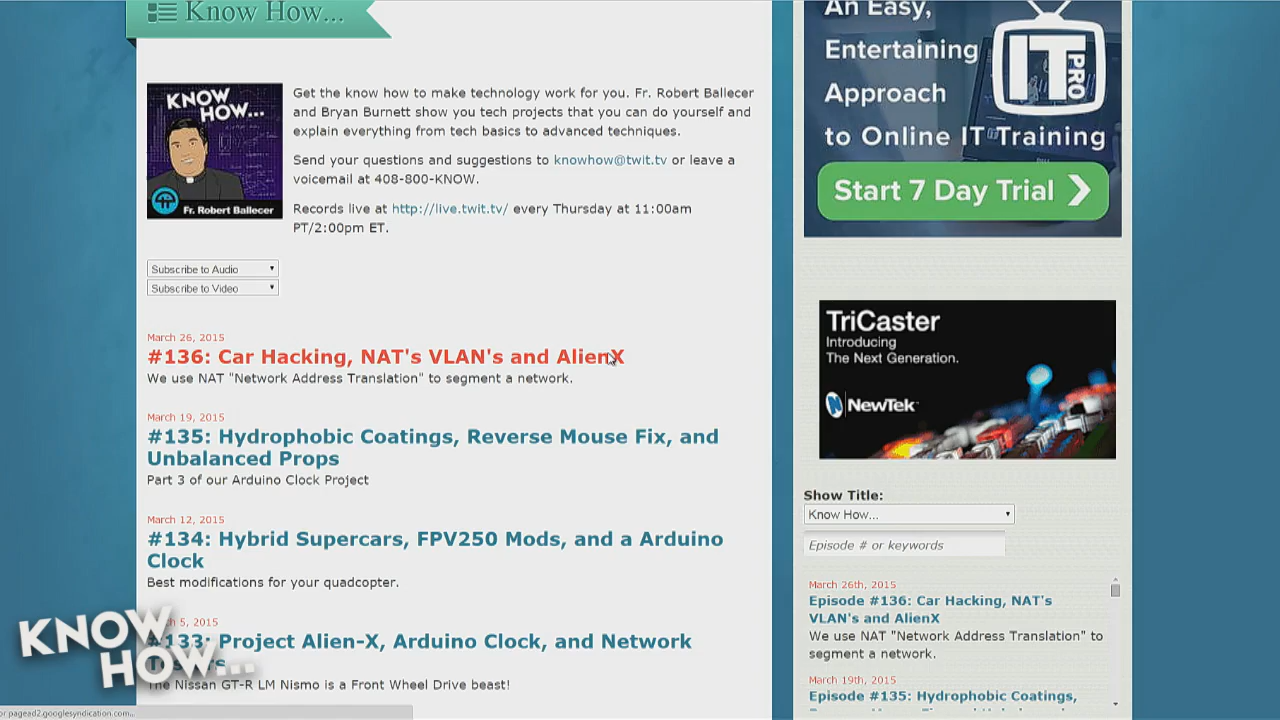 Know How...
KNOW
HOW...
Fr. Robert Ballecer
Get the know how to make technology work for you. Fr. Robert Ballecer
and Bryan Burnett show you tech projects that you can do yourself and
explain everything from tech basics to advanced techniques.
Send your questions and suggestions to knowhow@twit.tv or leave a
voicemail at 408-800-KNOW.
Records live at http://live.twit.tv/ every Thursday at 11:00am
PT/2:00pm ET.
Subscribe to Audio
Subscribe to Video
March 26, 2015
#136: Car Hacking, NAT's VLAN's and AlienX
We use NAT "Network Address Translation" to segment a network.
March 19, 2015
#135: Hydrophobic Coatings, Reverse Mouse Fix, and
Unbalanced Props
Part 3 of our Arduino Clock Project
March 12, 2015
#134: Hybrid Supercars, FPV250 Mods, and a Arduino
Clock
Best modifications for your quadcopter.
5, 2015
#133: Project Alien-X, Arduino Clock, and Network
The Nissan GT-R LM Nismo is a Front Wheel Drive beast!
KNOW
HOW...
pagead2.googlesyndication.com...
An Easy,
Entertaining
Approach
to Online IT Training
IT
PRO
Start 7 Day Trial
TriCaster
Introducing
The Next Generation.
NewTek
Show Title:
Know How...
Episode # or keywords
March 26th, 2015
Episode #136: Car Hacking, NAT's
VLAN's and AlienX
We use NAT "Network Address Translation" to
segment a network.
March 19th, 2015
Episode #135: Hydrophobic Coatings,